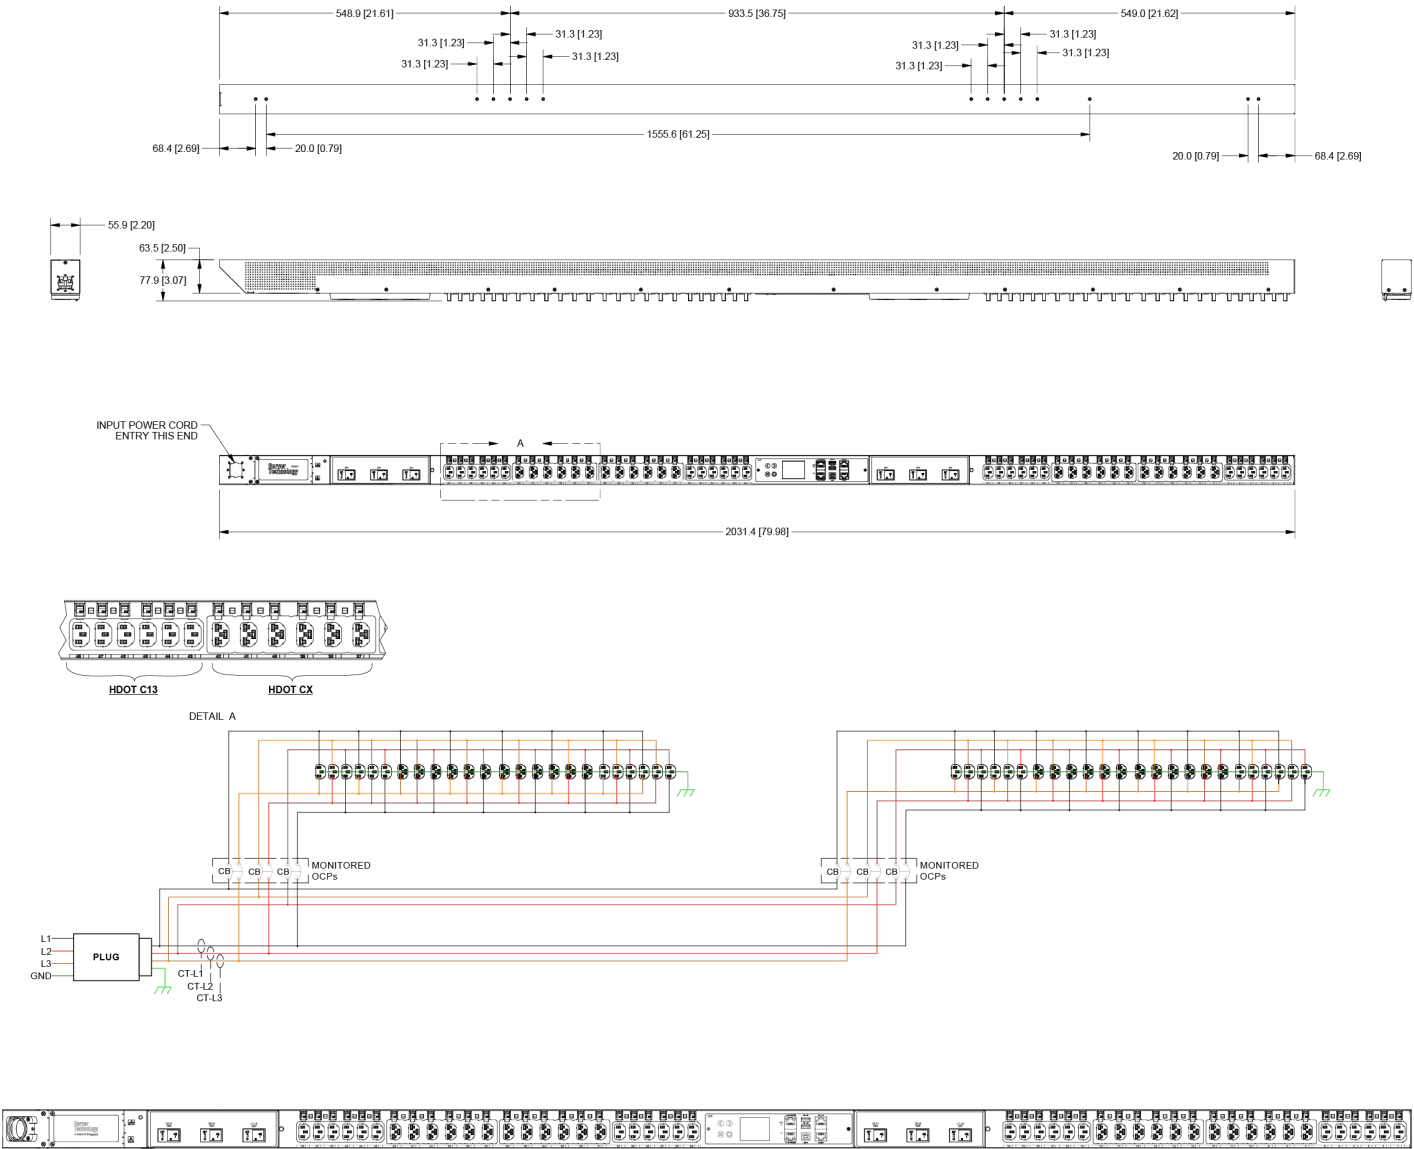 548.9 [21.61]
933.5 [36.75]
549.0 [21.62]
31.3 [1.23]
31.3 [1.23]
31.3 [1.23]
31.3 [1.23]
31.3 [1.23]
31.3 [1.23]
31.3 [1.23]
31.3 [1.23]
1555.6 [61.25]
68.4 [2.69]
20.0 [0.79]
20.0 [0.79]
68.4 [2.69]
55.9 [2.20]
63.5 [2.50]
77.9 [3.07]
INPUT POWER CORD
ENTRY THIS END
A
Server
Technology
2031.4 [79.98]
HDOT C13
HDOT CX
DETAIL A
CB
CB
CB
MONITORED
OCPs
CB
CB
CB
MONITORED
OCPs
L1
L2
L3
GND
PLUG
CT-L1
CT-L2
CT-L3
Server
Technology